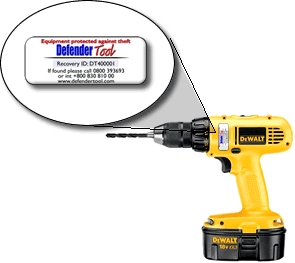 Equipment protected against theft
Defender Tool
Recovery ID: DT400001
If found please call 0800 393693
or int +800 830 810 00
www.defendertool.com
DEWALT
DEWALT
18v